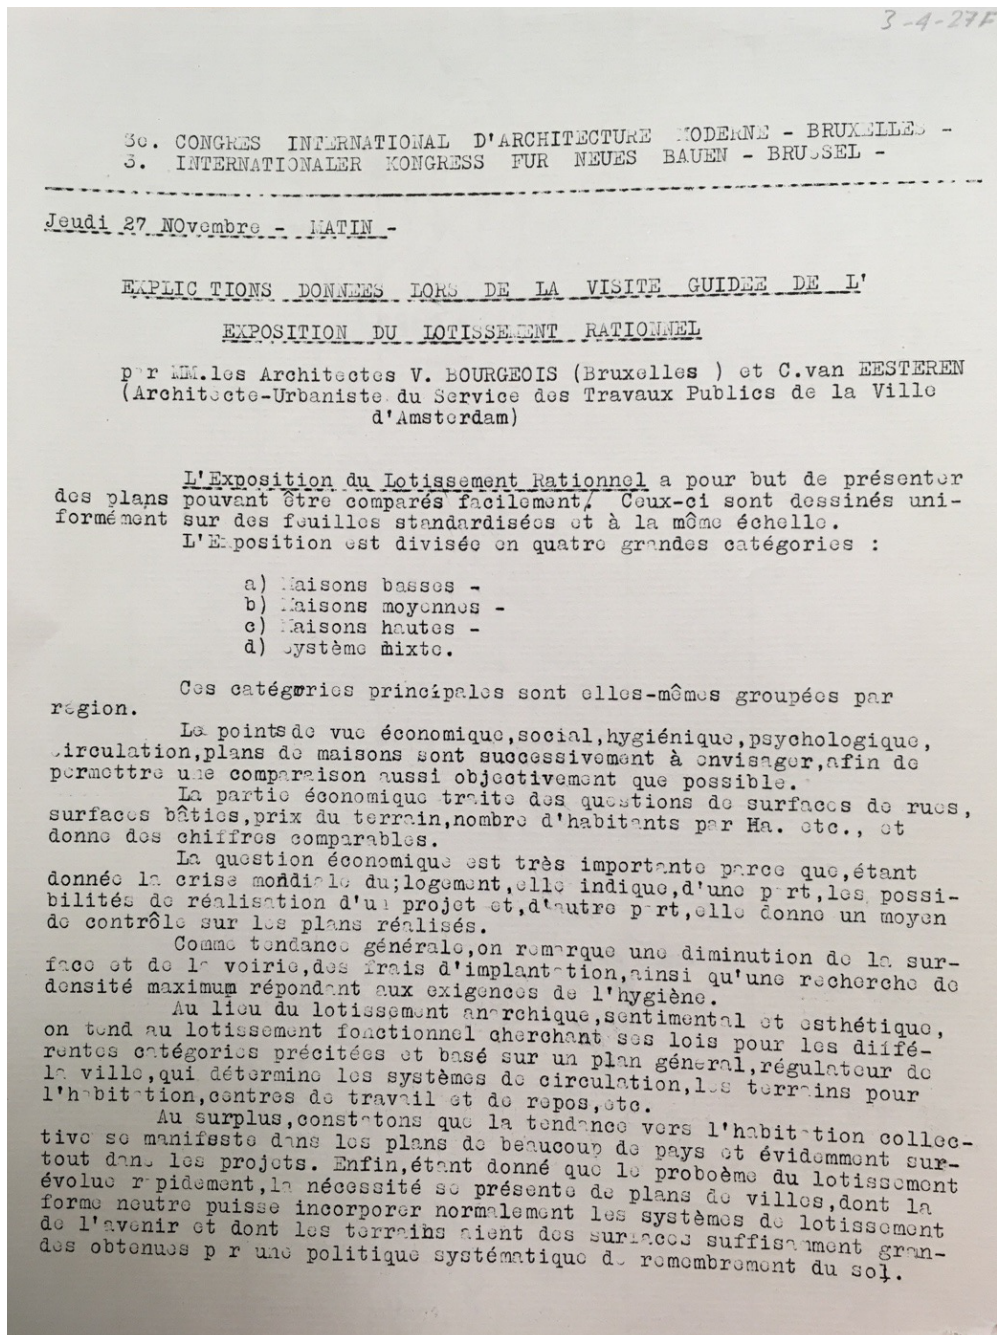 3-4-27F
3e. CONGRES INTERNATIONAL D'ARCHITECTURE MODERNE - BRUXELLES -
3. INTERNATIONALER KONGRESS FUR NEUES BAUEN - BRUSSEL -
Jeudi 27 NOvembre - MATIN -
EXPLICATIONS DONNEES LORS DE LA VISITE GUIDEE DE L'
EXPOSITION DU LOTISSEMENT RATIONNEL
par MM.les Architectes V. BOURGEOIS (Bruxelles ) et C.van EESTEREN
(Architecte-Urbaniste du Service des Travaux Publics de la Ville
d'Amsterdam)
L'Exposition du Lotissement Rationnel a pour but de présenter
des plans pouvant être comparés facilement. Ceux-ci sont dessinés uni-
formément sur des feuilles standardisées et à la même échelle.
L'Exposition est divisée en quatre grandes catégories :
a) Maisons basses -
b) Maisons moyennes -
c) Maisons hautes -
d) Système mixte.
Ces catégories principales sont elles-mêmes groupées par
région.
Le points de vue économique,social,hygiénique,psychologique,
circulation,plans de maisons sont successivement à envisager,afin de
permettre une comparaison aussi objectivement que possible.
La partie économique traite des questions de surfaces de rues,
surfaces bâties,prix du terrain,nombre d'habitants par Ha. etc., et
donne des chiffres comparables.
La question économique est très importante parce que,étant
donnée la crise mondiale du;logement,elle indique,d'une part,les possi-
bilités de réalisation d'un projet et,d'autre part,elle donne un moyen
de contrôle sur les plans réalisés.
Comme tendance générale,on remarque une diminution de la sur-
face et de la voirie,des frais d'implantation,ainsi qu'une recherche de
densité maximum répondant aux exigences de l'hygiène.
Au lieu du lotissement anarchique,sentimental et esthétique,
on tend au lotissement fonctionnel cherchant ses lois pour les diffé-
rentes catégories précitées et basé sur un plan général,régulateur de
la ville,qui détermine les systèmes de circulation,les terrains pour
l'habitation,centres de travail et de repos,etc.
Au surplus,constatons que la tendance vers l'habitation collec-
tive se manifeste dans les plans de beaucoup de pays et évidemment sur-
tout dans les projets. Enfin,étant donné que le proboème du lotissement
évolue rapidement,la nécessité se présente de plans de villes,dont la
forme neutre puisse incorporer normalement les systèmes de lotissement
de l'avenir et dont les terrains aient des surfaces suffisamment gran-
des obtenues par une politique systématique de remembrement du sol.